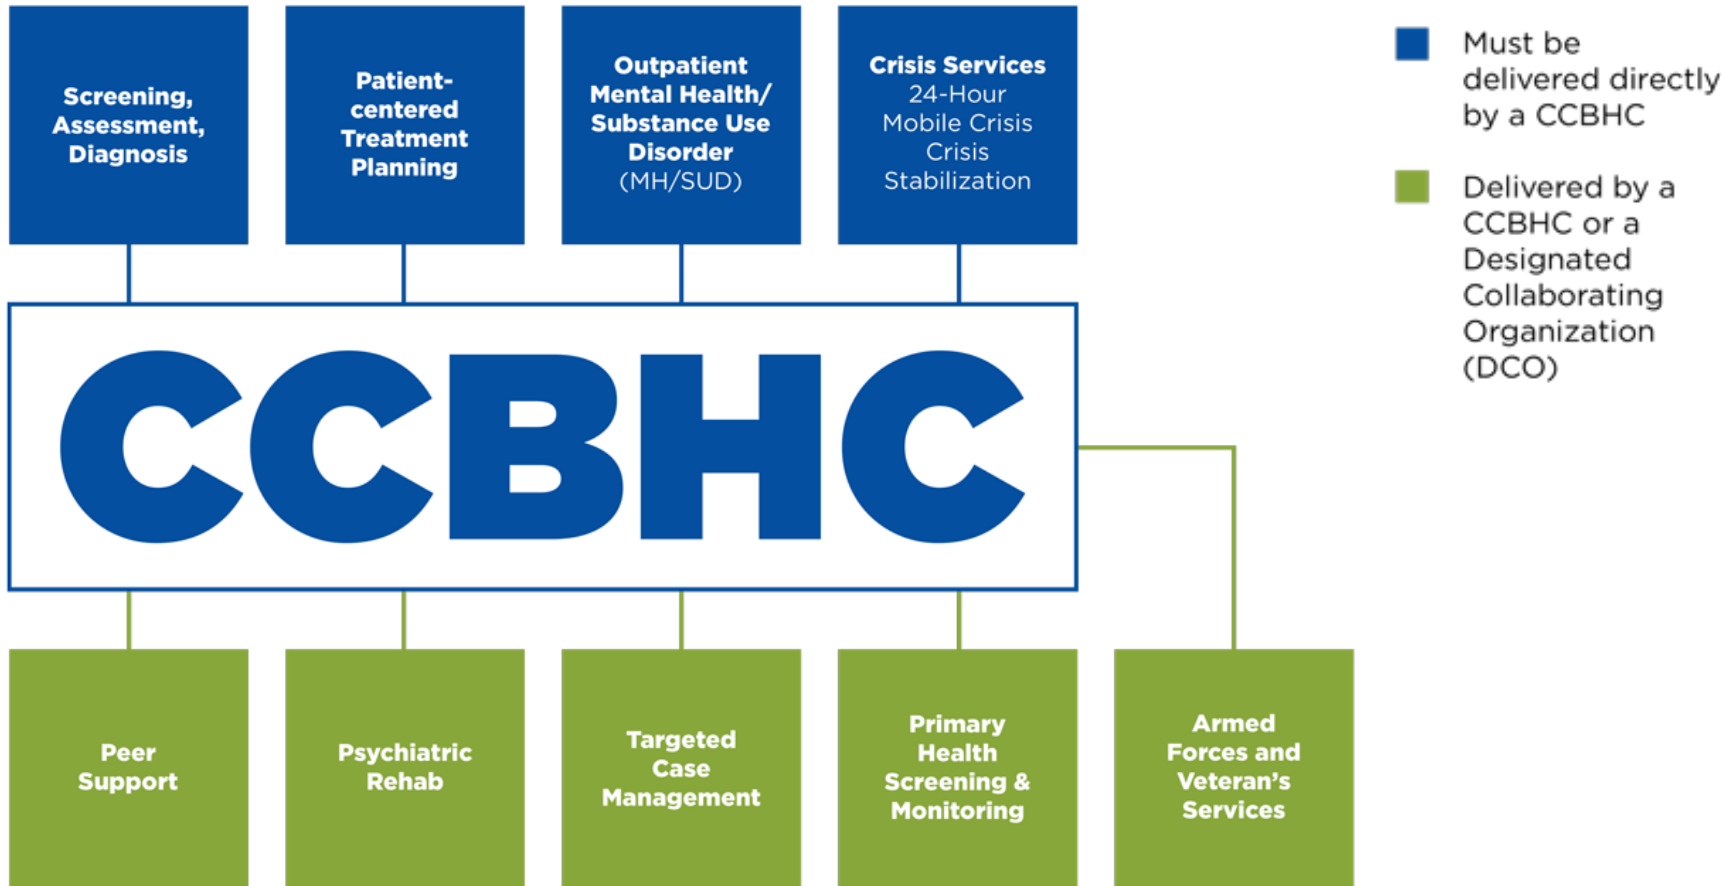 Screening,
Assessment,
Diagnosis
Patient-
centered
Treatment
Planning
Outpatient
Mental Health/
Substance Use
Disorder
(MH/SUD)
Crisis Services
24-Hour
Mobile Crisis
Crisis
Stabilization
Must be
delivered directly
by a CCBHC
Delivered by a
CCBHC or a
Designated
Collaborating
Organization
(DCO)
CCBHC
Peer
Support
Psychiatric
Rehab
Targeted
Case
Management
Primary
Health
Screening &
Monitoring
Armed
Forces and
Veteran’s
Services